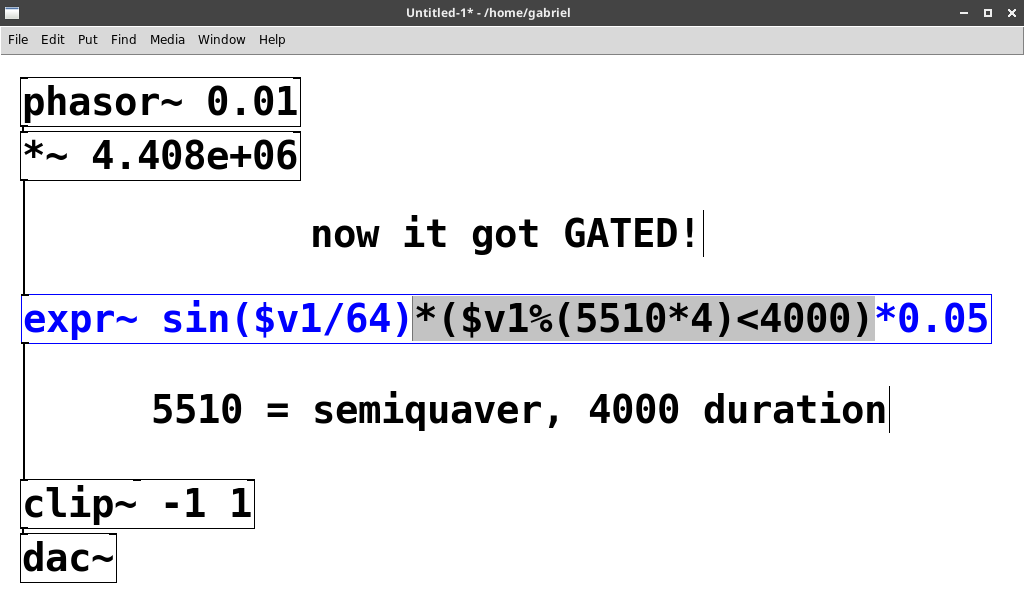 Untitled-1* - /home/gabriel
File Edit Put Find Media Window Help
phasor~ 0.01
*~ 4.408e+06
now it got GATED!
expr~ sin($v1/64)*($v1%(5510*4)<4000)*0.05
5510 = semiquaver, 4000 duration
clip~ -1 1
dac~